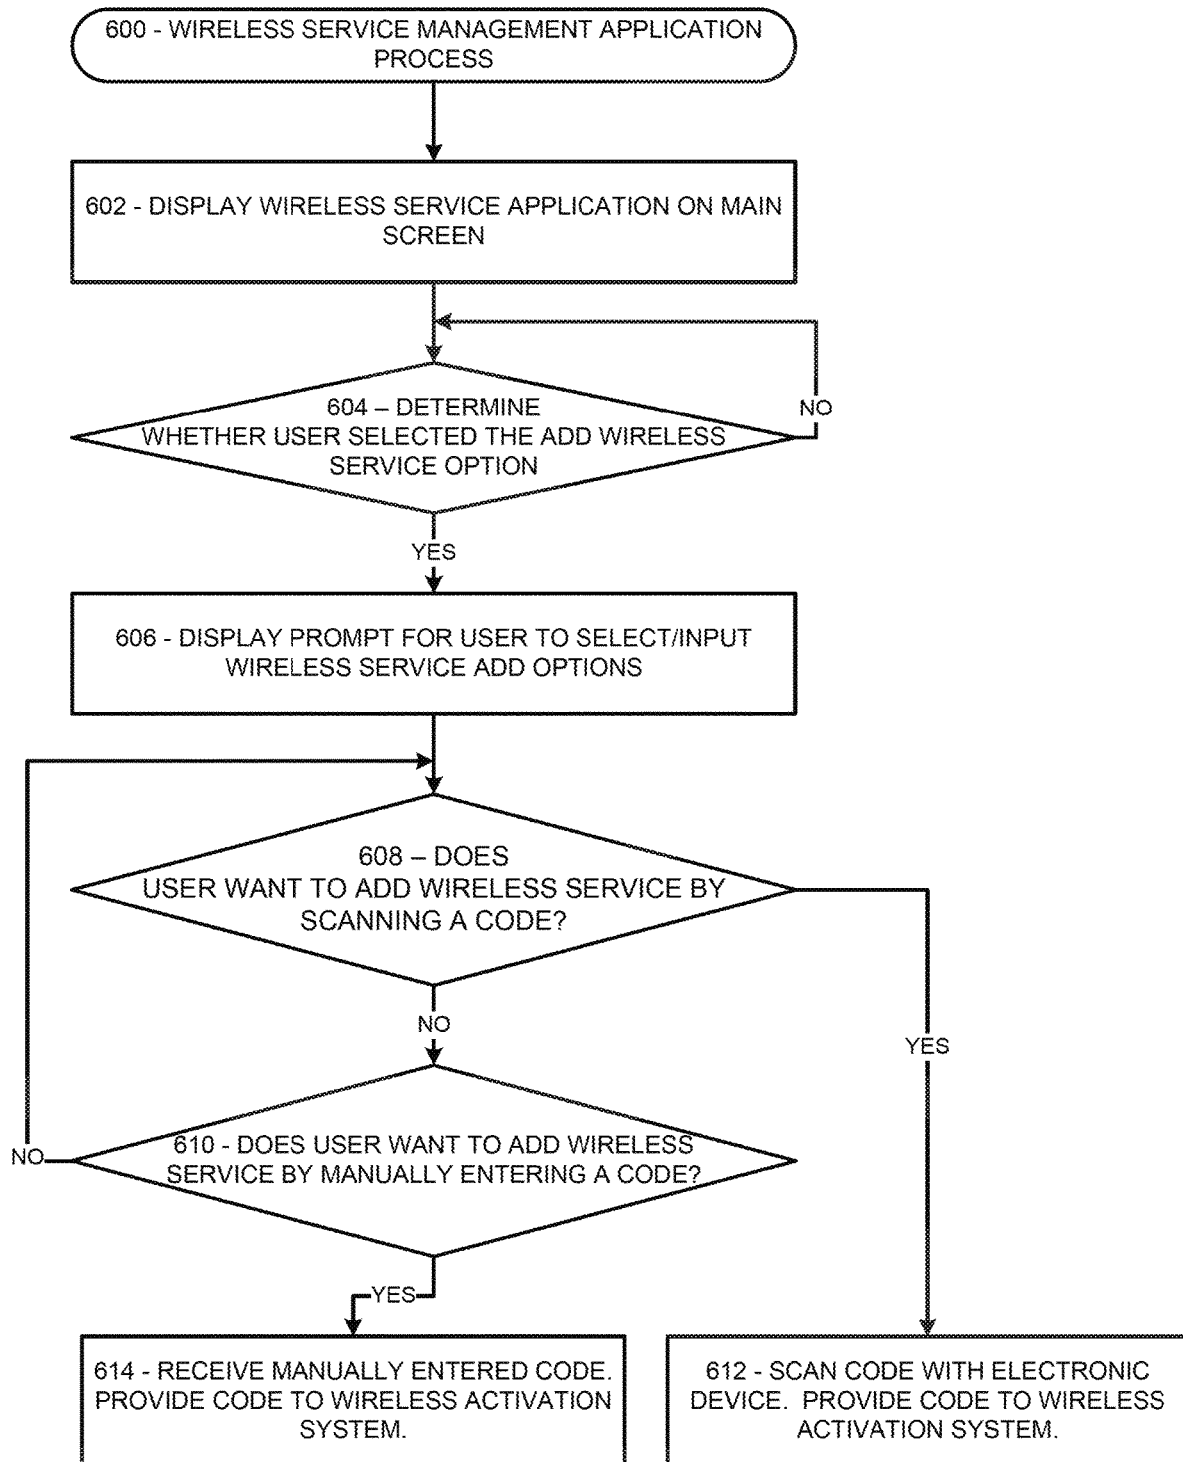 600 - WIRELESS SERVICE MANAGEMENT APPLICATION
PROCESS
602 - DISPLAY WIRELESS SERVICE APPLICATION ON MAIN
SCREEN
604 – DETERMINE
WHETHER USER SELECTED THE ADD WIRELESS
SERVICE OPTION
NO
YES
606 - DISPLAY PROMPT FOR USER TO SELECT/INPUT
WIRELESS SERVICE ADD OPTIONS
608 – DOES
USER WANT TO ADD WIRELESS SERVICE BY
SCANNING A CODE?
NO
YES
610 - DOES USER WANT TO ADD WIRELESS
SERVICE BY MANUALLY ENTERING A CODE?
NO
YES
614 - RECEIVE MANUALLY ENTERED CODE.
PROVIDE CODE TO WIRELESS ACTIVATION
SYSTEM.
612 - SCAN CODE WITH ELECTRONIC
DEVICE.  PROVIDE CODE TO WIRELESS
ACTIVATION SYSTEM.